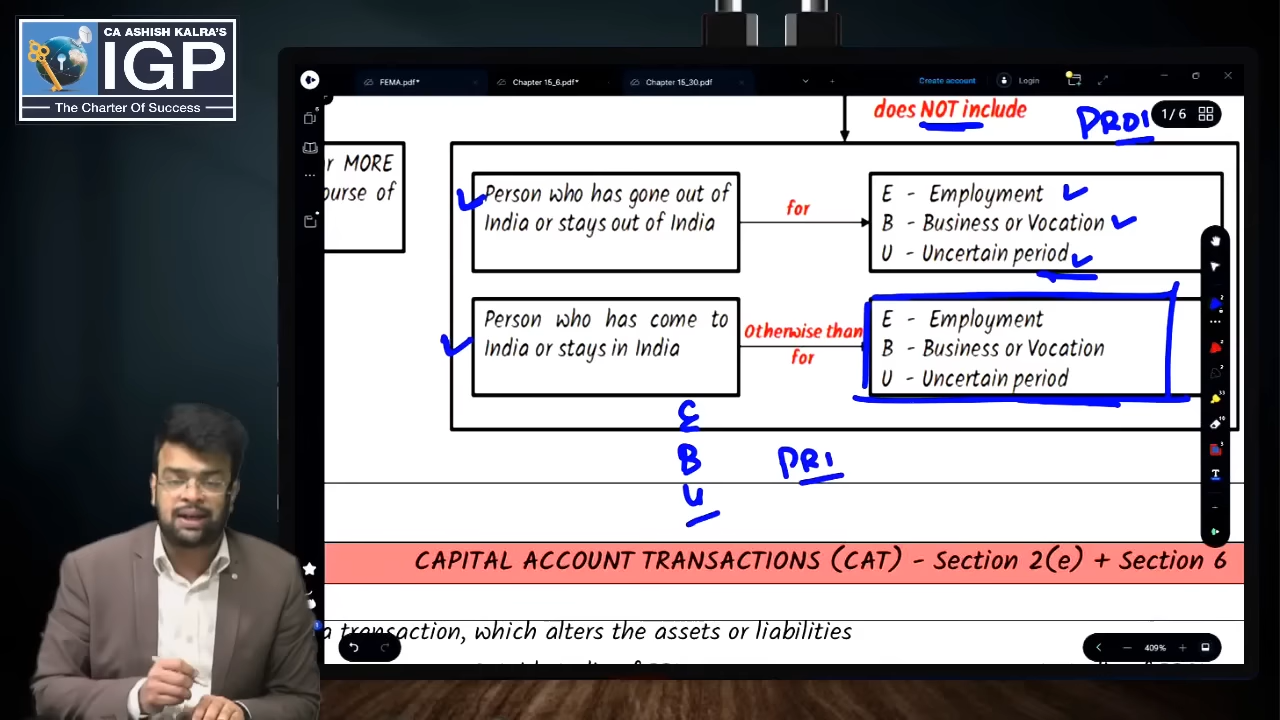 CA ASHISH KALRA'S
IGP
The Charter Of Success
FEMA.pdf*
Chapter 15_6.pdf*
Chapter 15_30.pdf
Create account
Login
does NOT include
PROI
1/6
r MORE
ourse of
Person who has gone out of
India or stays out of India
for
E - Employment
B - Business or Vocation
U - Uncertain period
Person who has come to
India or stays in India
Otherwise than
for
E - Employment
B - Business or Vocation
U - Uncertain period
E
B
U
PRI
CAPITAL ACCOUNT TRANSACTIONS (CAT) - Section 2(e) + Section 6
a transaction, which alters the assets or liabilities
409%